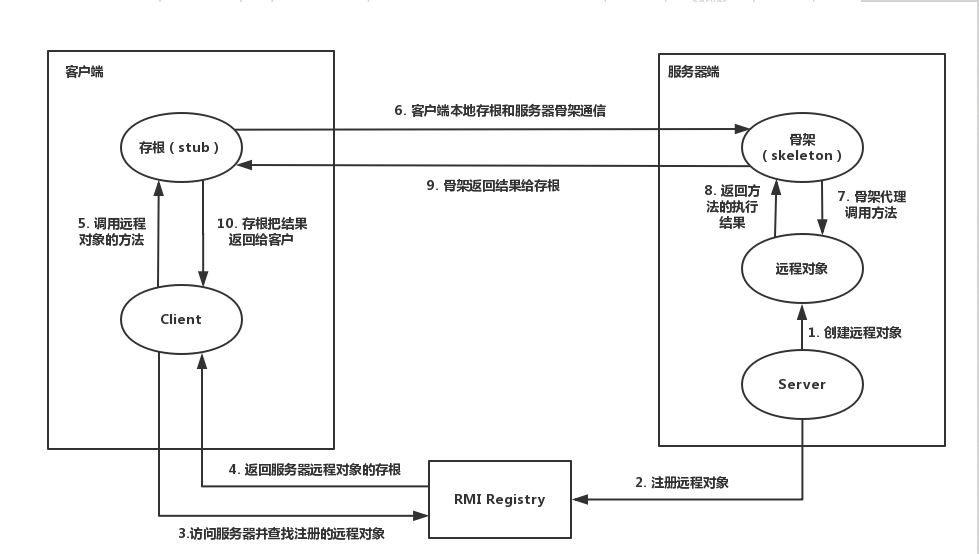 客户端
服务器端
6. 客户端本地存根和服务器骨架通信
存根（stub）
骨架
（skeleton）
9. 骨架返回结果给存根
5. 调用远程
对象的方法
10. 存根把结果
返回给客户
8. 返回方
法的执行
结果
7. 骨架代理
调用方法
远程对象
Client
1. 创建远程对象
Server
4. 返回服务器远程对象的存根
RMI Registry
2. 注册远程对象
3.访问服务器并查找注册的远程对象